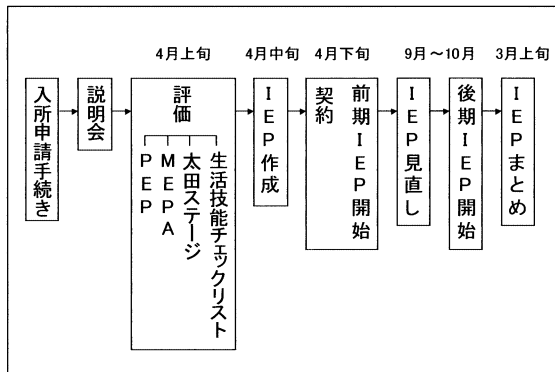 4月上旬
4月中旬
4月下旬
9月～10月
3月上旬
入所申請手続き
説明会
評価
PEP
MEPA
太田ステージ
生活技能チェックリスト
IEP作成
契約
前期IEP開始
IEP見直し
後期IEP開始
IEPまとめ